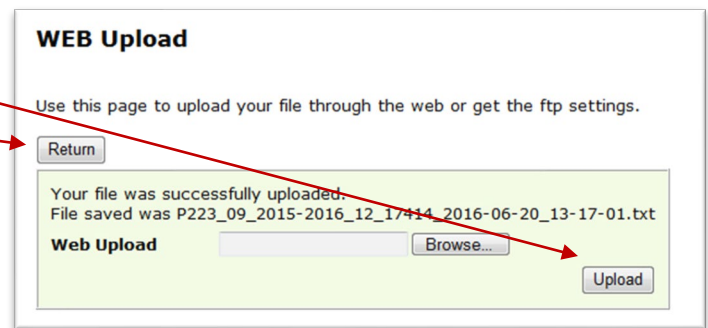 WEB Upload
Use this page to upload your file through the web or get the ftp settings.
Return
Your file was successfully uploaded.
File saved was P223_09_2015-2016_12_17414_2016-06-20_13-17-01.txt
Web Upload Browse...
Upload